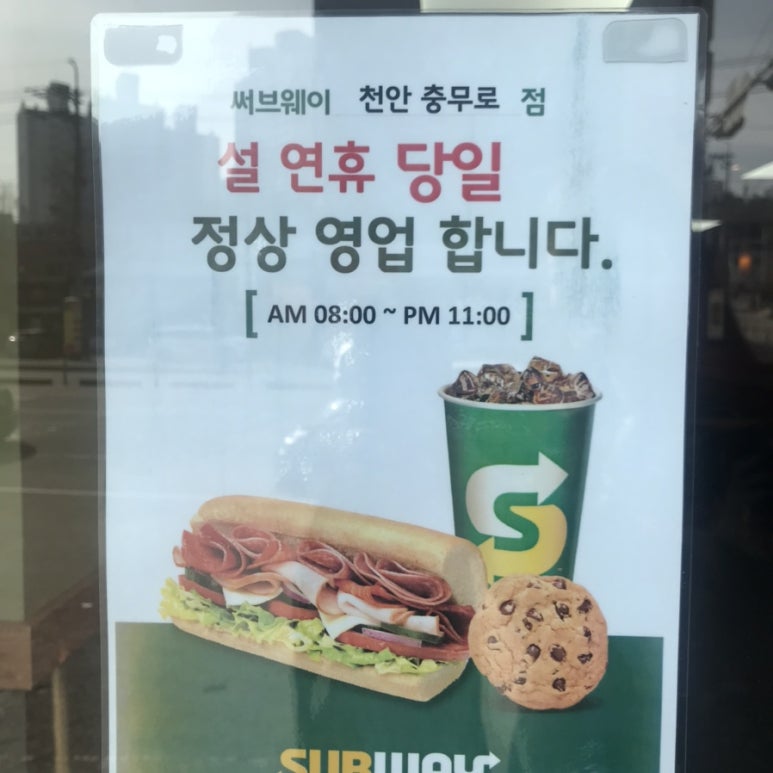 써브웨이 천안 충무로 점
설 연휴 당일
정상 영업 합니다.
[ AM 08:00 ~ PM 11:00 ]
S
SUBWAY